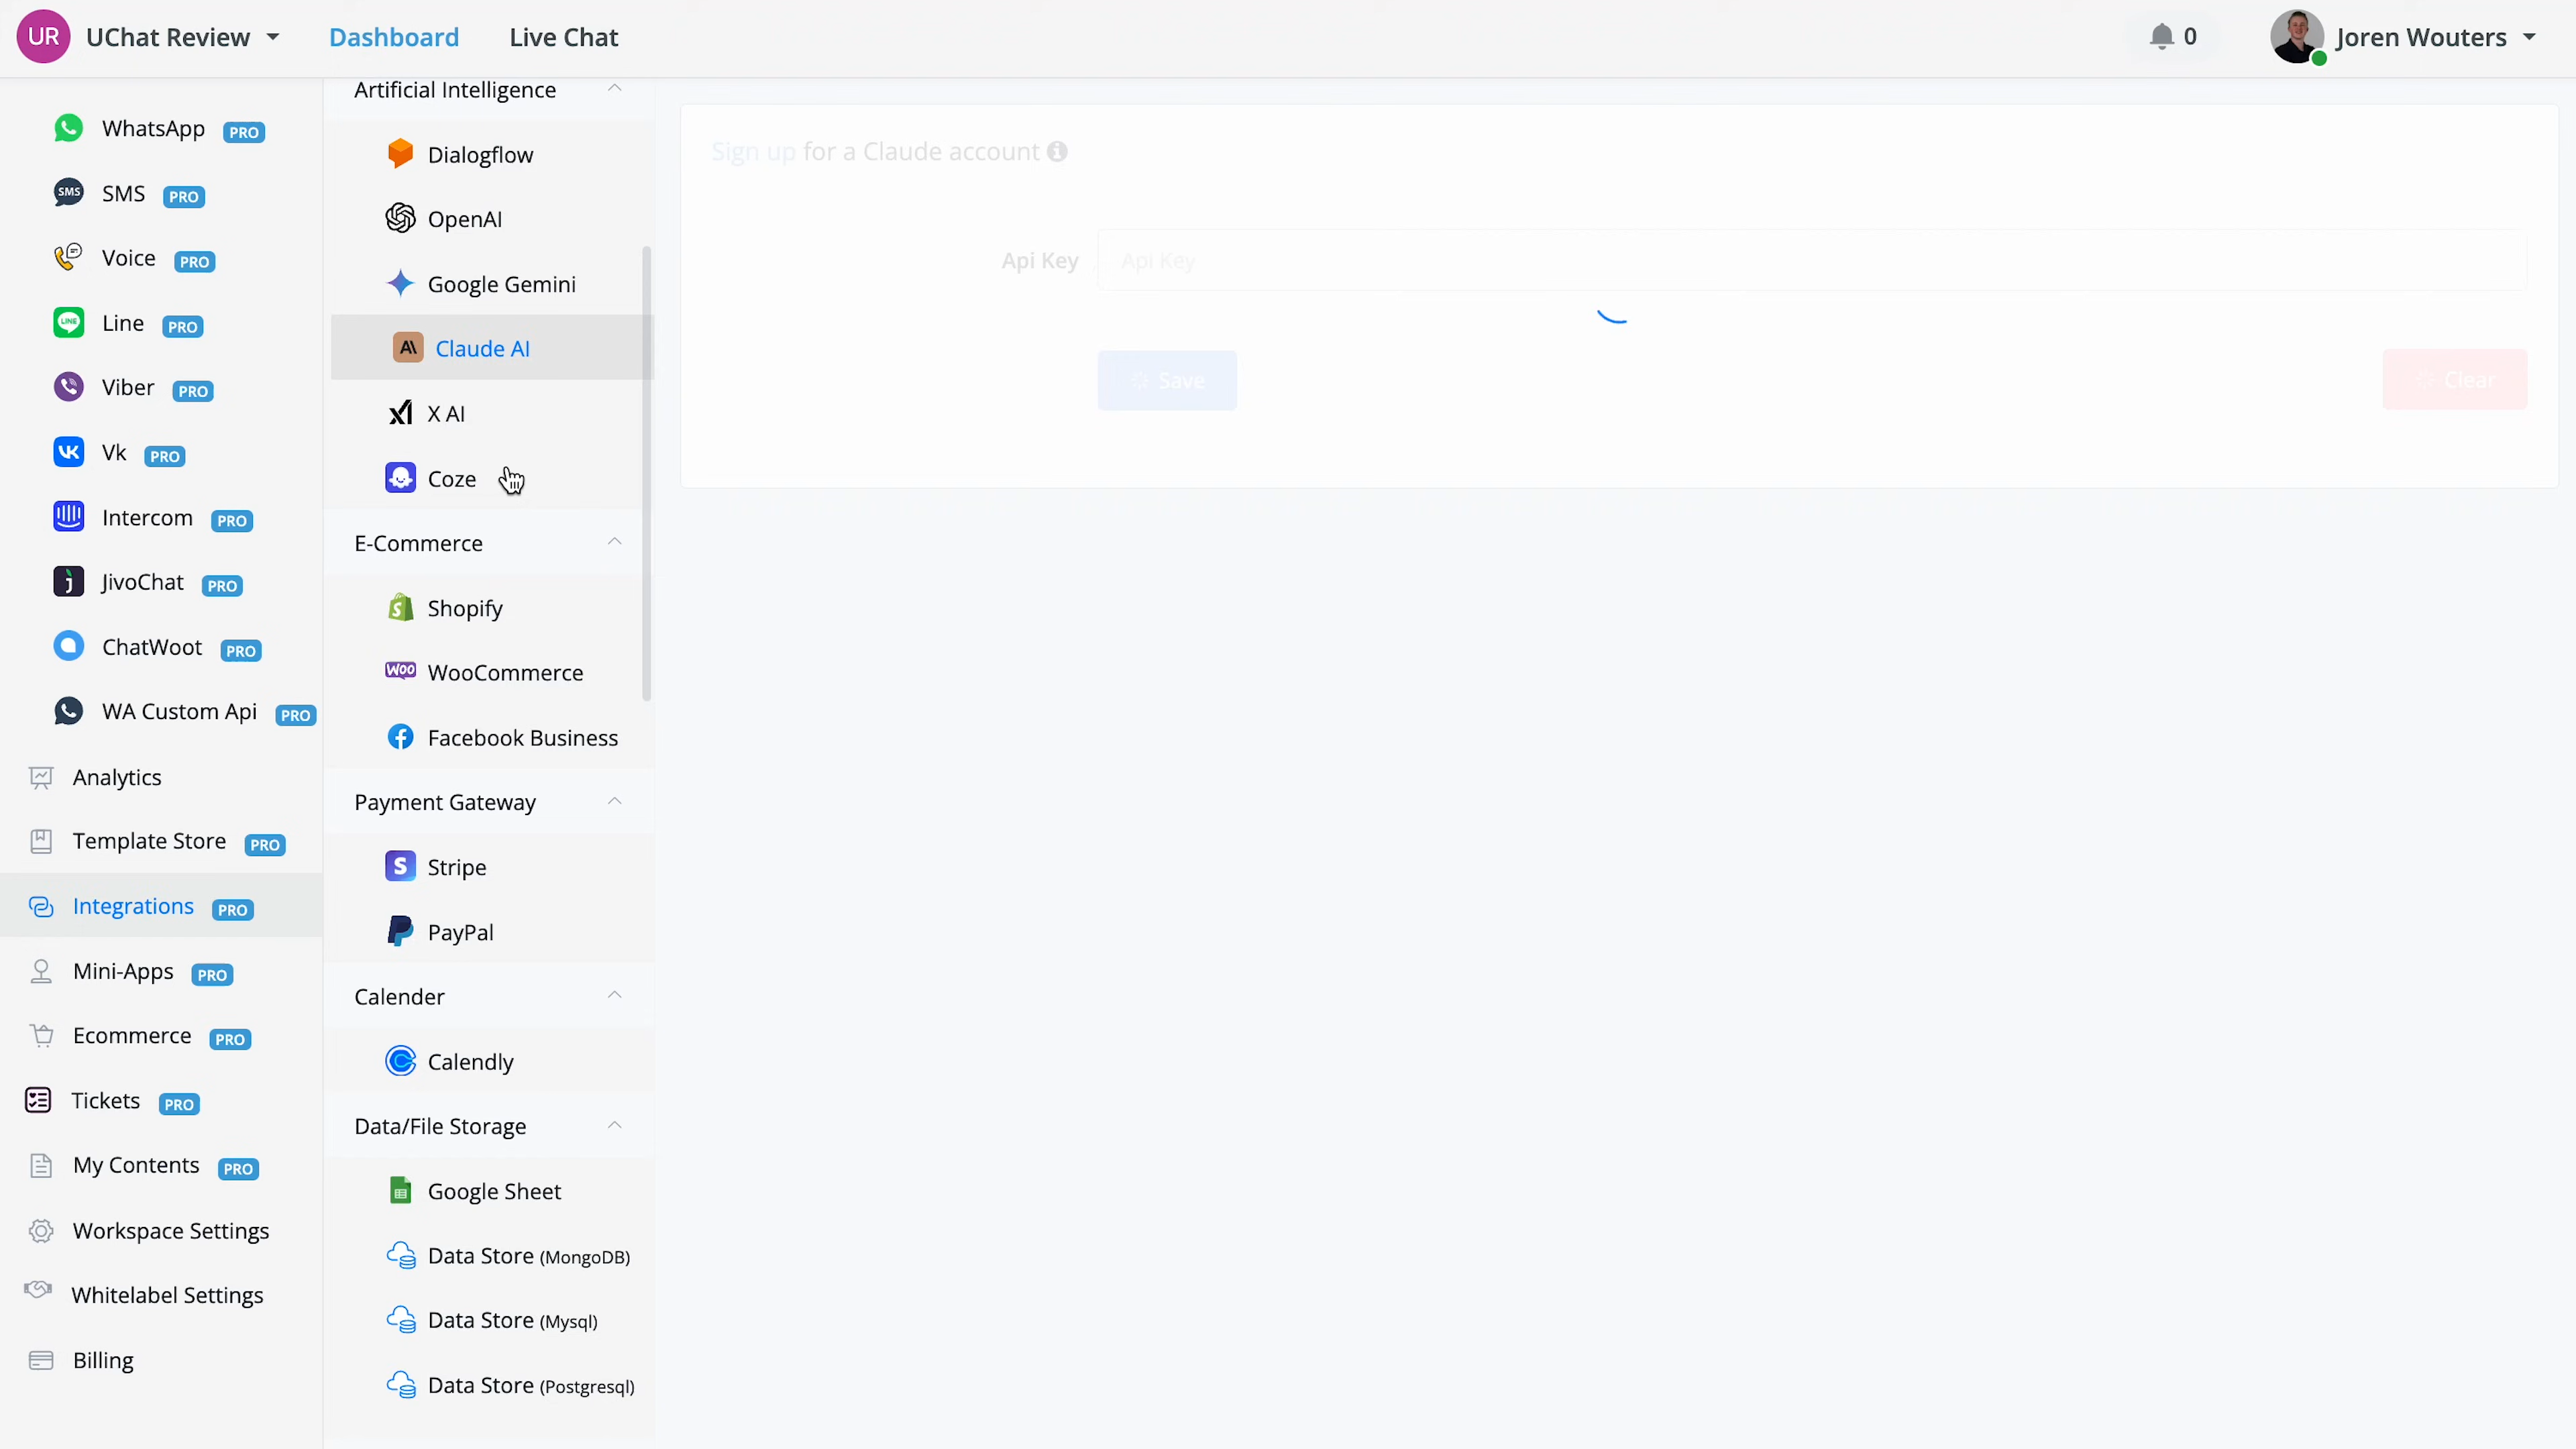 UR UChat Review Dashboard Live Chat 0 Joren Wouters
WhatsApp PRO
SMS SMS PRO
Voice PRO
LINE Line PRO
Viber PRO
VK Vk PRO
Intercom PRO
j JivoChat PRO
ChatWoot PRO
WA Custom Api PRO
Analytics
Template Store PRO
Integrations PRO
Mini-Apps PRO
Ecommerce PRO
Tickets PRO
My Contents PRO
Workspace Settings
Whitelabel Settings
Billing
Artificial Intelligence
Dialogflow
OpenAI
Google Gemini
A\ Claude AI
X AI
Coze
E-Commerce
Shopify
WOO WooCommerce
Facebook Business
Payment Gateway
S Stripe
PayPal
Calender
Calendly
Data/File Storage
Google Sheet
Data Store (MongoDB)
Data Store (Mysql)
Data Store (Postgresql)
Sign up for a Claude account
Api Key Api Key
Save Clear